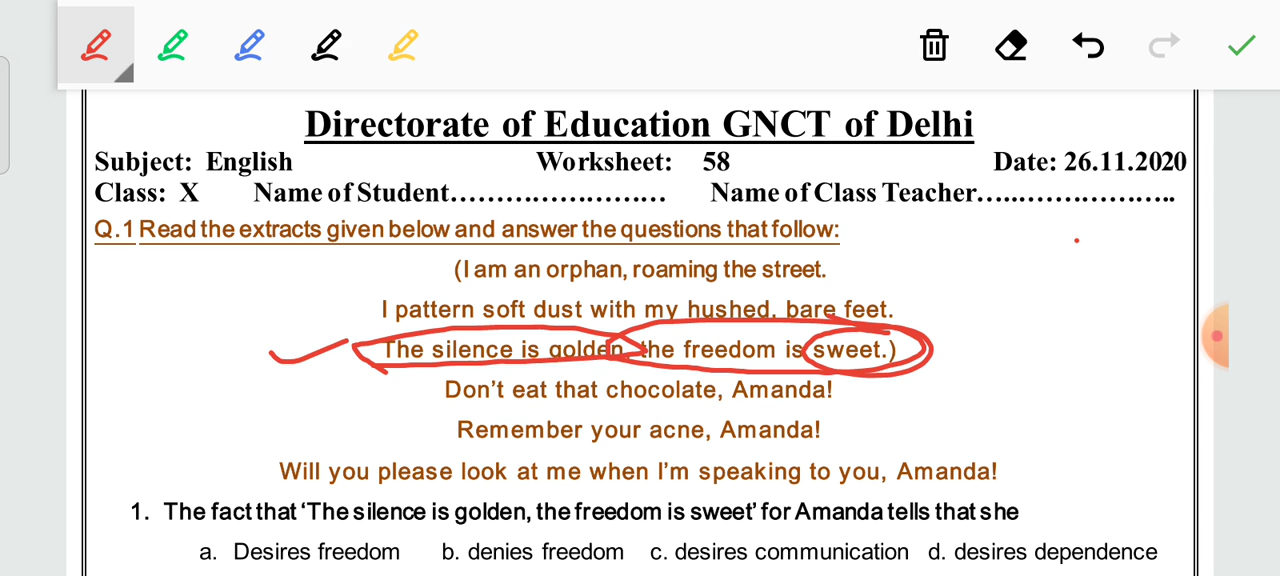 Directorate of Education GNCT of Delhi
Subject: English Worksheet: 58 Date: 26.11.2020
Class: X Name of Student........................ Name of Class Teacher..........................
Q.1 Read the extracts given below and answer the questions that follow:
(I am an orphan, roaming the street.
I pattern soft dust with my hushed, bare feet.
The silence is golden, the freedom is sweet.)
Don't eat that chocolate, Amanda!
Remember your acne, Amanda!
Will you please look at me when I'm speaking to you, Amanda!
1. The fact that 'The silence is golden, the freedom is sweet' for Amanda tells that she
a. Desires freedom b. denies freedom c. desires communication d. desires dependence